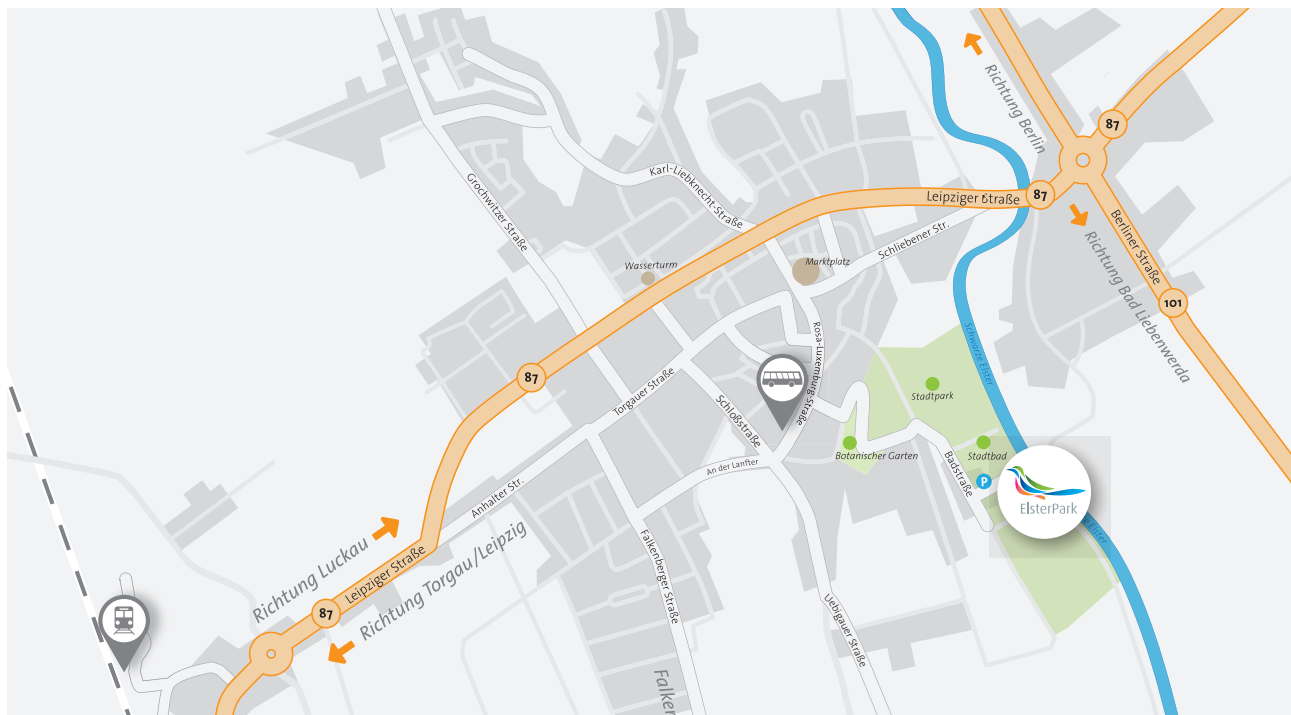 Richtung Berlin
87
Karl-Liebknecht-Straße
Grochwitzer Straße
Leipziger Straße
87
Berliner Straße
Schliebener Str.
Richtung Bad Liebenwerda
Wasserturm
Marktplatz
101
Rosa-Luxemburg-Straße
Schwarze Elster
87
Torgauer Straße
Stadtpark
Schloßstraße
Botanischer Garten
Stadtbad
An der Lanfter
Badstraße
P
ElsterPark
Anhalter Str.
Schwarze Elster
Richtung Luckau
Richtung Torgau/Leipzig
Leipziger Straße
Falkenberger Straße
87
Uebigauer Straße
Falken